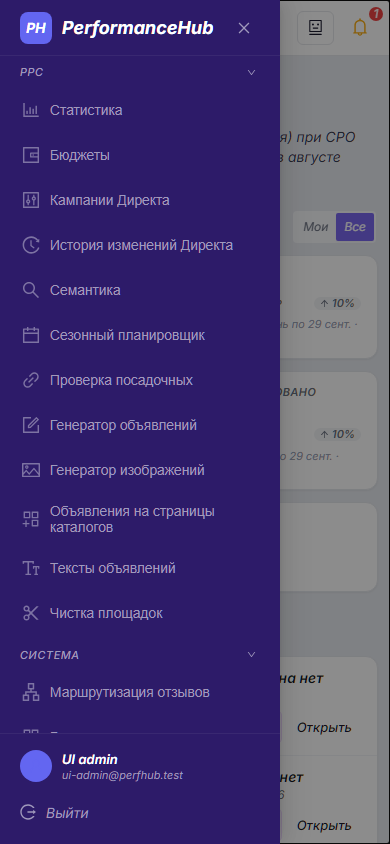 PH PerformanceHub
1
PPC
Статистика
Бюджеты
Кампании Директа
История изменений Директа
Семантика
Сезонный планировщик
Проверка посадочных
Генератор объявлений
Генератор изображений
Объявления на страницы
каталогов
Тексты объявлений
Чистка площадок
СИСТЕМА
Маршрутизация отзывов
UI admin
ui-admin@perfhub.test
Выйти
я) при CPO
в августе
Мои Все
↑ 10%
по 29 сент. ·
↑ 10%
о 29 сент. ·
на нет
Открыть
нет
6
Открыть